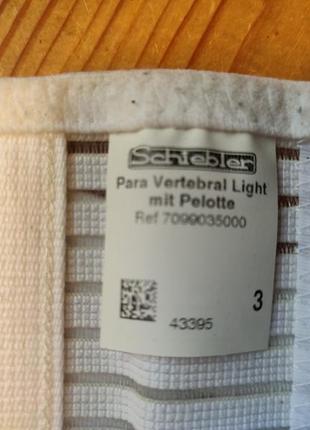 Schiebler
Para Vertebral Light
mit Pelotte
Ref 7099035000
3
43395